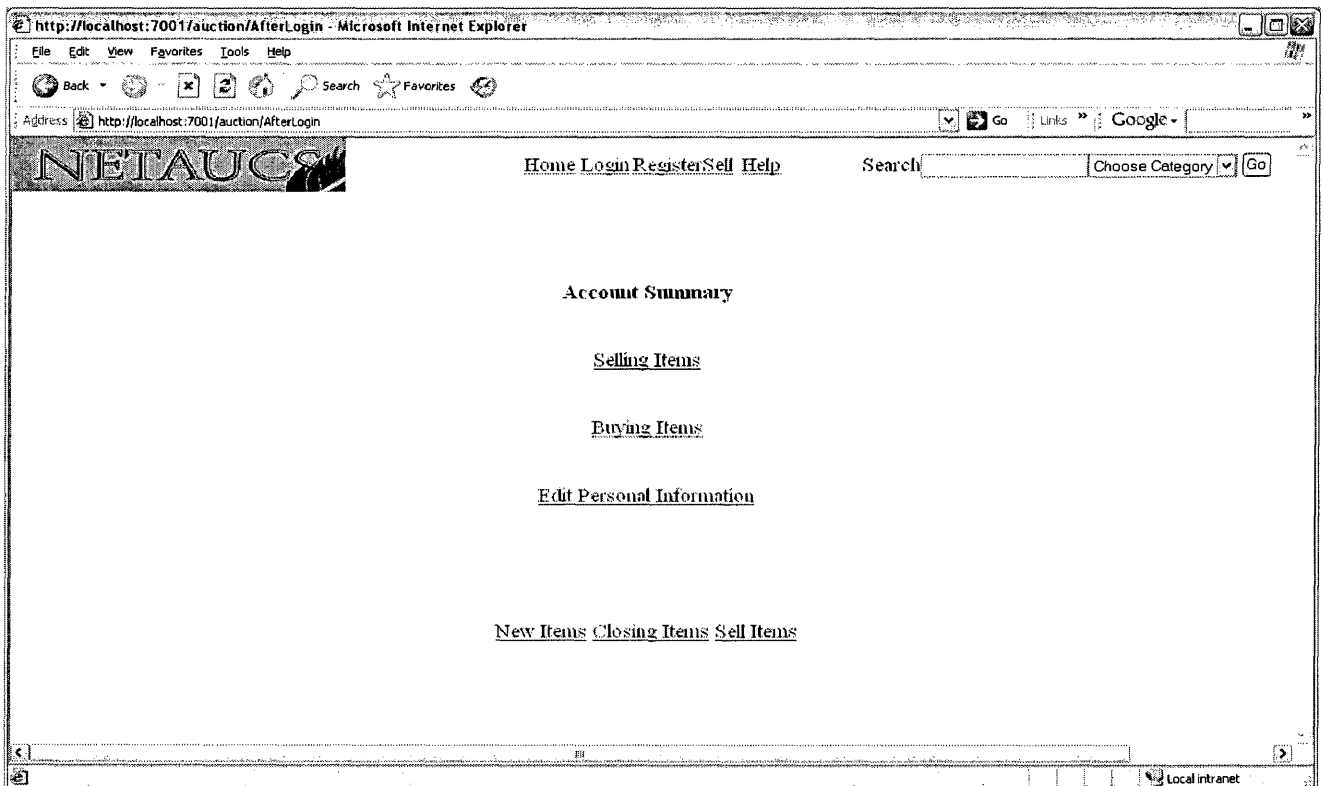 http://localhost:7001/auction/AfterLogin - Microsoft Internet Explorer
File Edit View Favorites Tools Help
Back Search Favorites
Address http://localhost:7001/auction/AfterLogin Go Links » Google »
NETAUCS Home Login RegisterSell Help Search Choose Category Go
Account Summary
Selling Items
Buying Items
Edit Personal Information
New Items Closing Items Sell Items
Local intranet